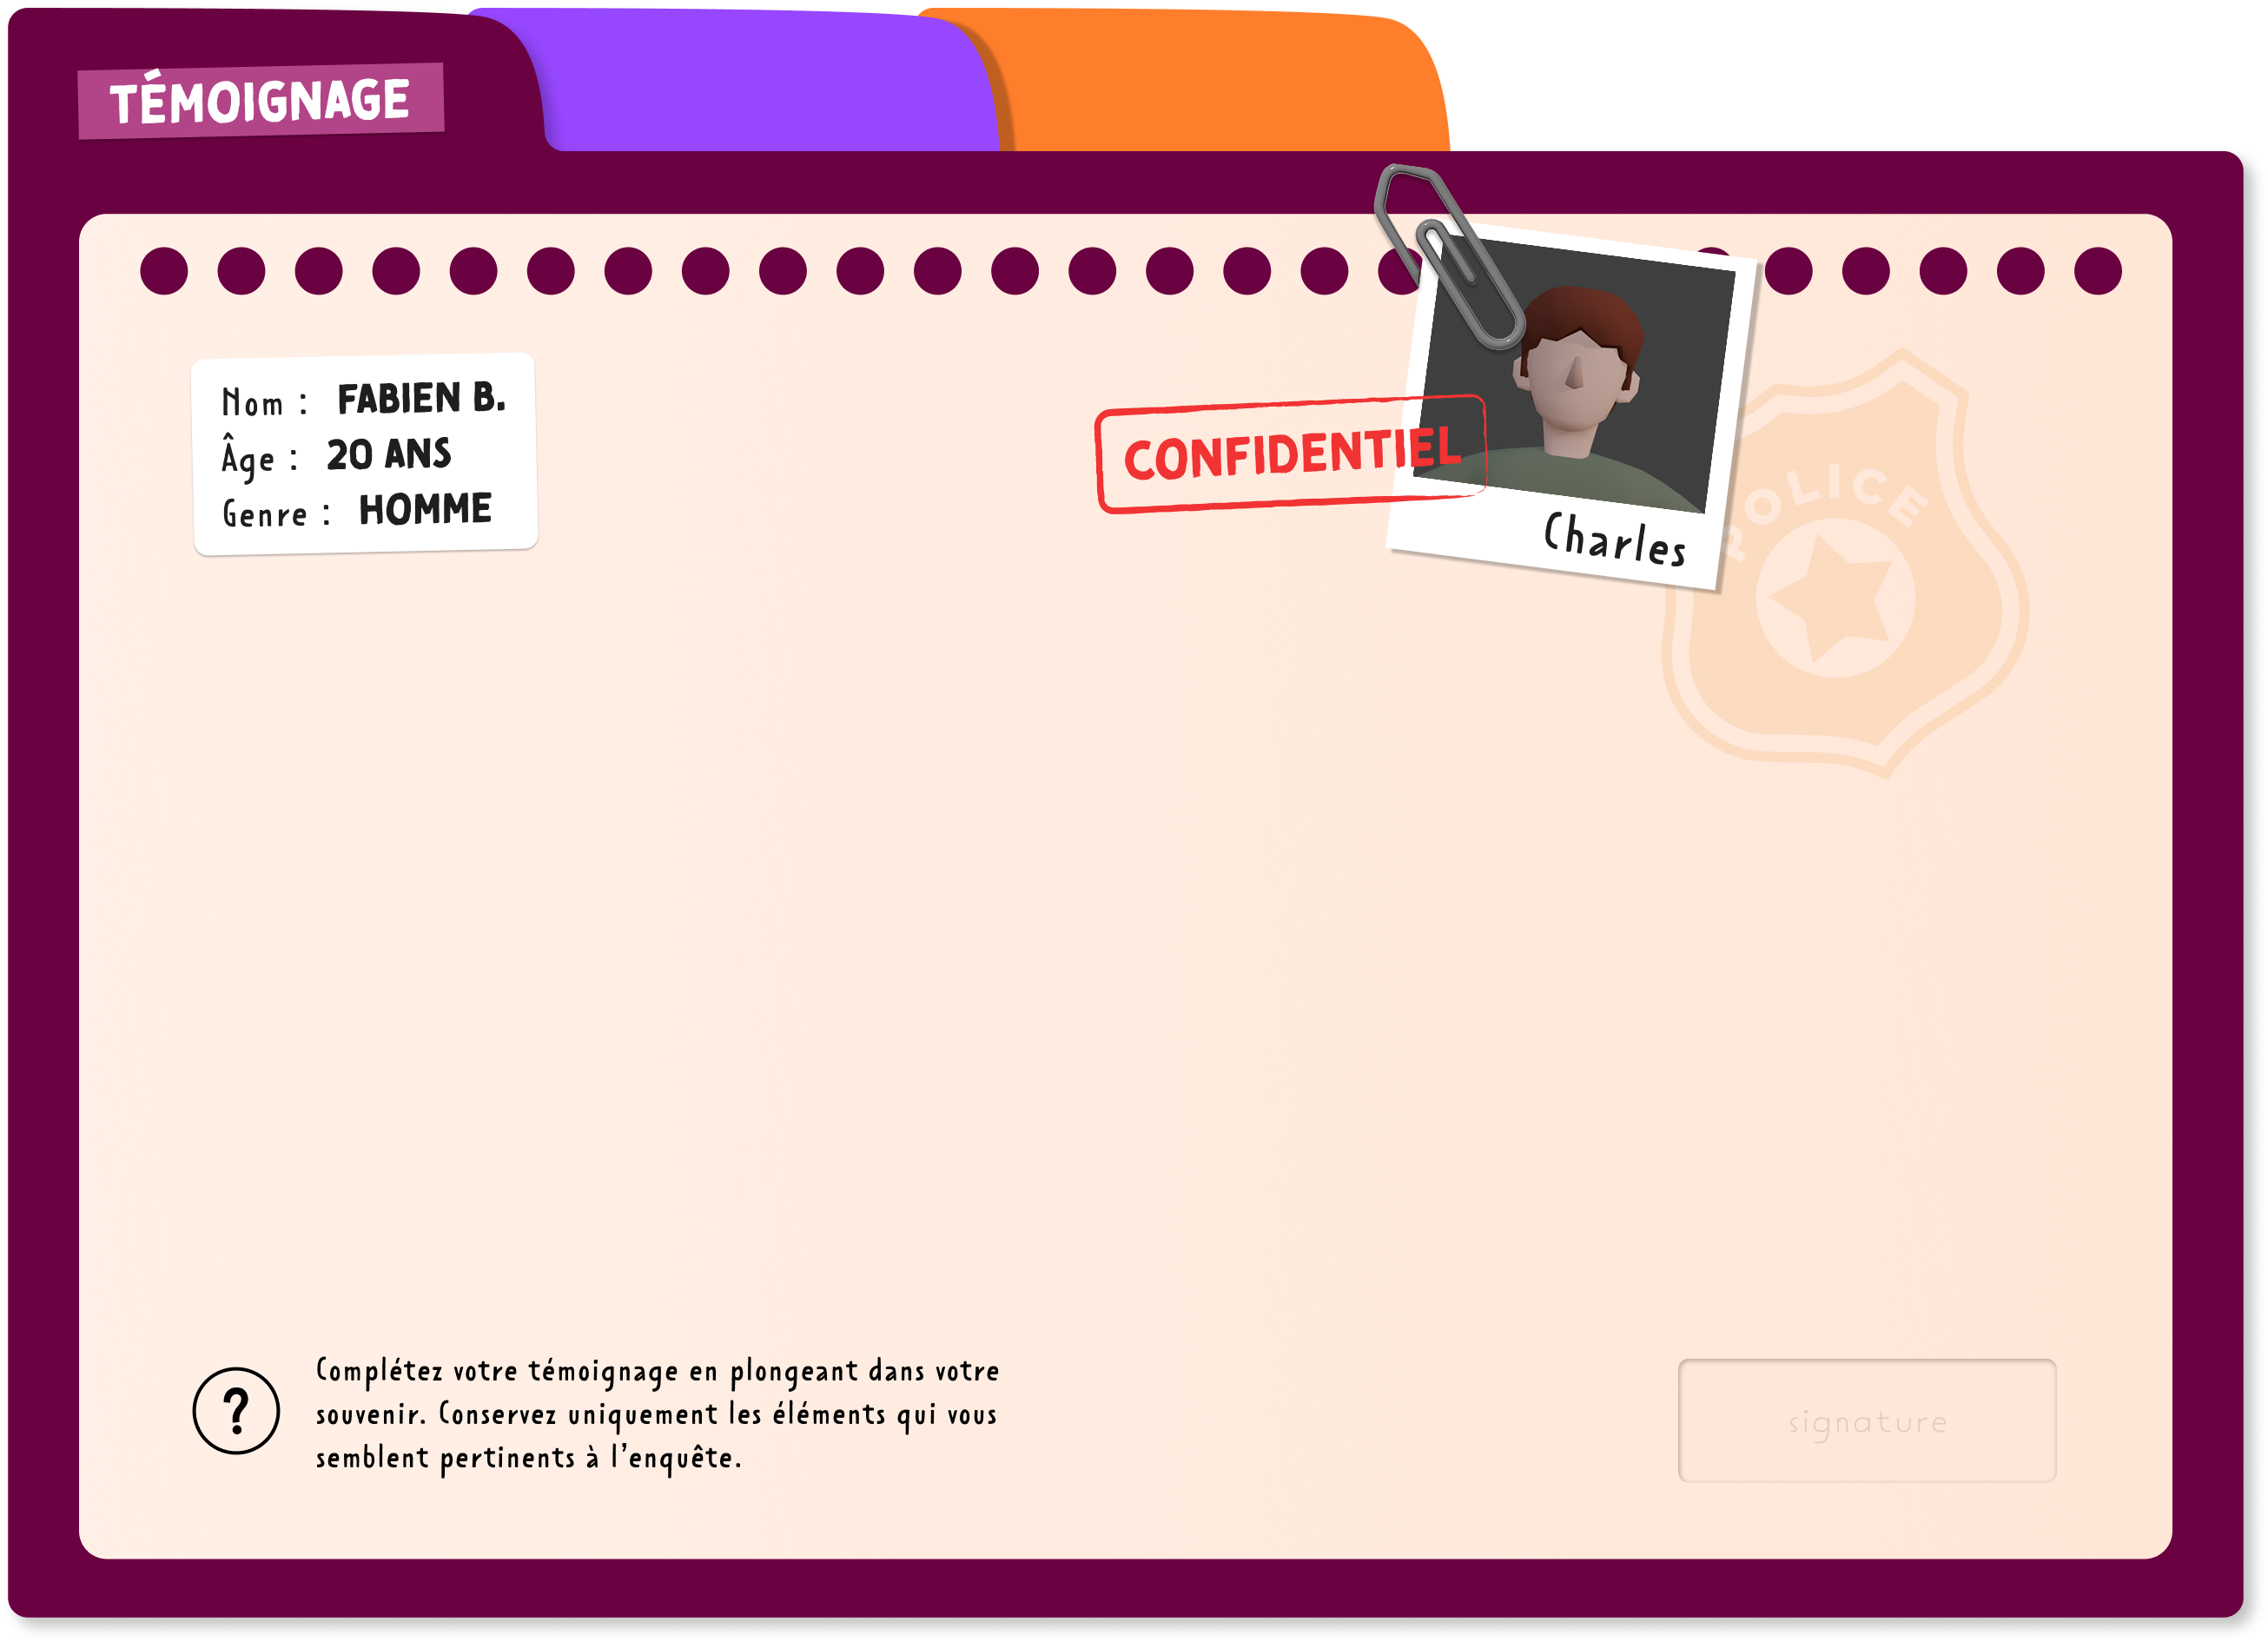 TÉMOIGNAGE
Nom : FABIEN B.
Âge : 20 ANS
Genre : HOMME
CONFIDENTIEL
Charles
POLICE
Complétez votre témoignage en plongeant dans votre
souvenir. Conservez uniquement les éléments qui vous
semblent pertinents à l'enquête.
?
signature